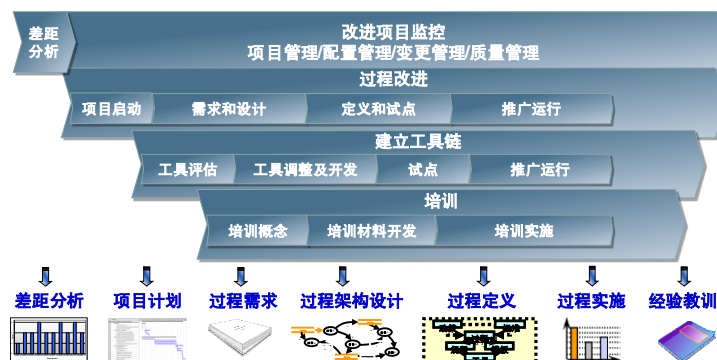 差距
分析
改进项目监控
项目管理/配置管理/变更管理/质量管理
过程改进
项目启动
需求和设计
定义和试点
推广运行
建立工具链
工具评估
工具调整及开发
试点
推广运行
培训
培训概念
培训材料开发
培训实施
差距分析
项目计划
过程需求
过程架构设计
过程定义
过程实施
经验教训